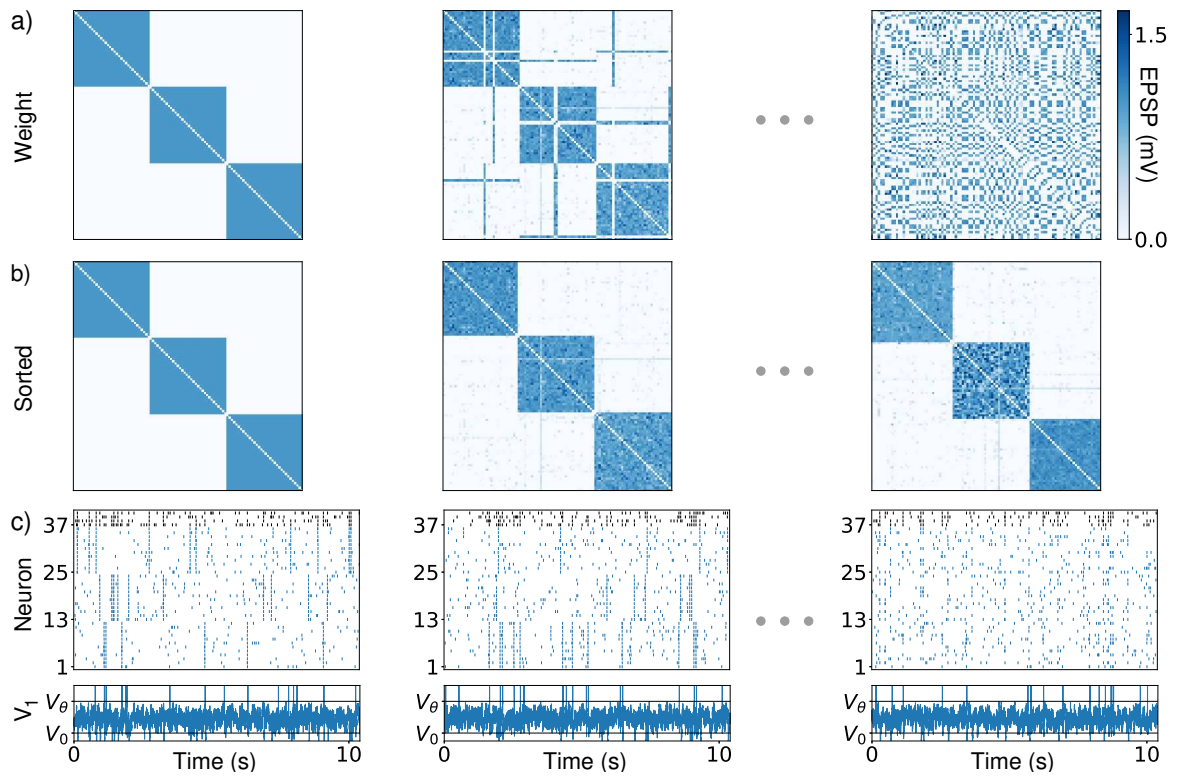 a)
Weight
1.5
EPSP (mV)
0.0
b)
Sorted
c)
Neuron
37
25
13
1
37
25
13
1
37
25
13
1
V₁
Vθ
V₀
Vθ
V₀
Vθ
V₀
0 10
Time (s)
0 10
Time (s)
0 10
Time (s)